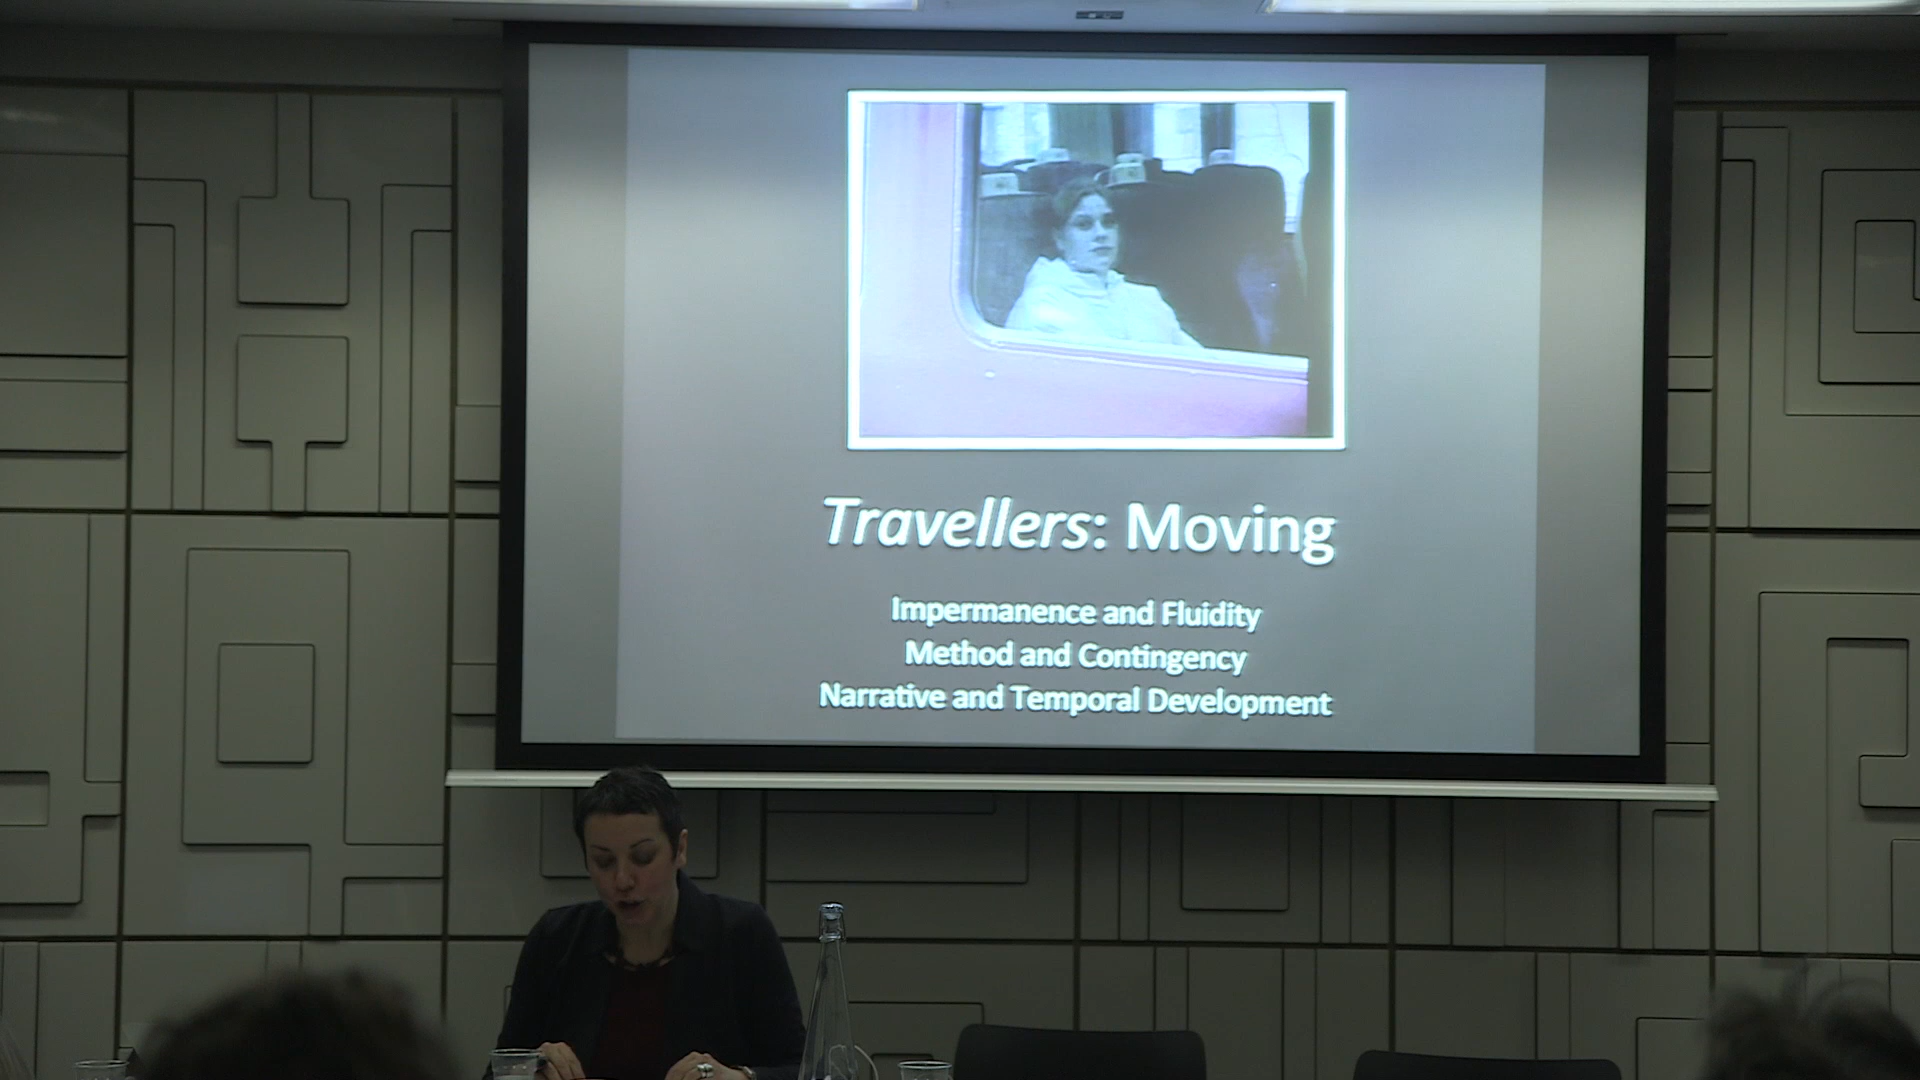 Travellers: Moving
Impermanence and Fluidity
Method and Contingency
Narrative and Temporal Development